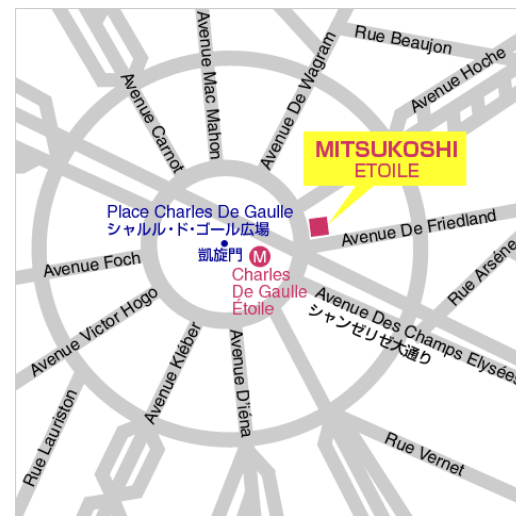 Rue Beaujon
Avenue Hoche
Avenue De Wagram
Avenue Mac Mahon
Avenue Carnot
MITSUKOSHI
ETOILE
Place Charles De Gaulle
シャルル・ド・ゴール広場
凱旋門
M
Charles
De Gaulle
Étoile
Avenue De Friedland
Rue Arséne
Avenue Foch
Avenue Des Champs Elysées
シャンゼリゼ大通り
Avenue Victor Hogo
Avenue Kléber
Avenue D'iéna
Rue Lauriston
Rue Vernet